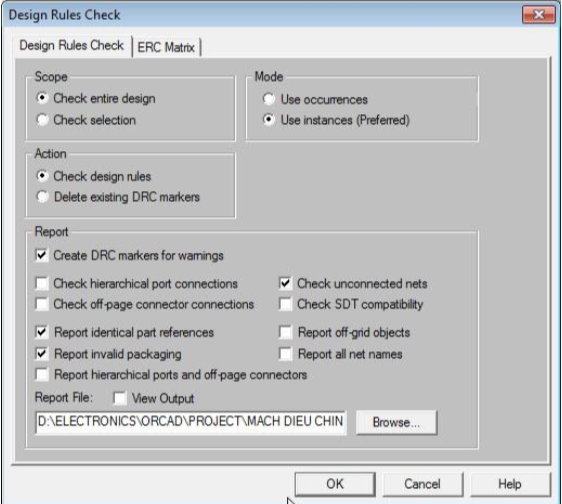 Design Rules Check
Design Rules Check ERC Matrix
Scope
Check entire design
Check selection
Mode
Use occurrences
Use instances (Preferred)
Action
Check design rules
Delete existing DRC markers
Report
Create DRC markers for warnings
Check hierarchical port connections
Check unconnected nets
Check off-page connector connections
Check SDT compatibility
Report identical part references
Report off-grid objects
Report invalid packaging
Report all net names
Report hierarchical ports and off-page connectors
Report File: View Output
D:\ELECTRONICS\ORCAD\PROJECT\MACH DIEU CHIN
Browse...
OK Cancel Help